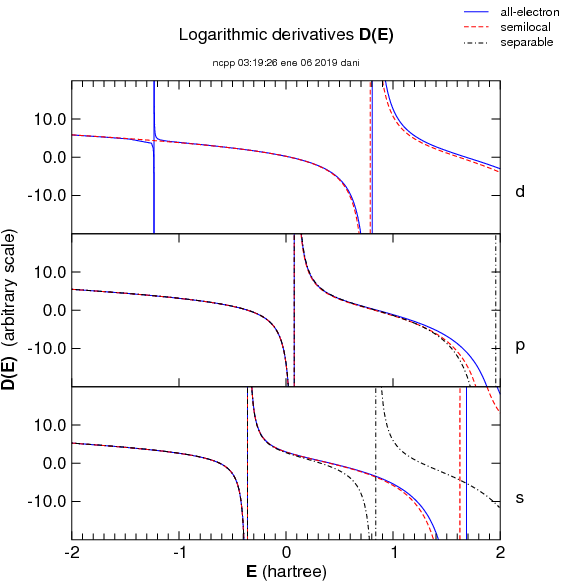 all-electron
semilocal
separable
Logarithmic derivatives D(E)
ncpp 03:19:26 ene 06 2019 dani
10.0
0.0
-10.0
d
10.0
0.0
-10.0
p
10.0
0.0
-10.0
s
D(E) (arbitrary scale)
-2 -1 0 1 2
E (hartree)